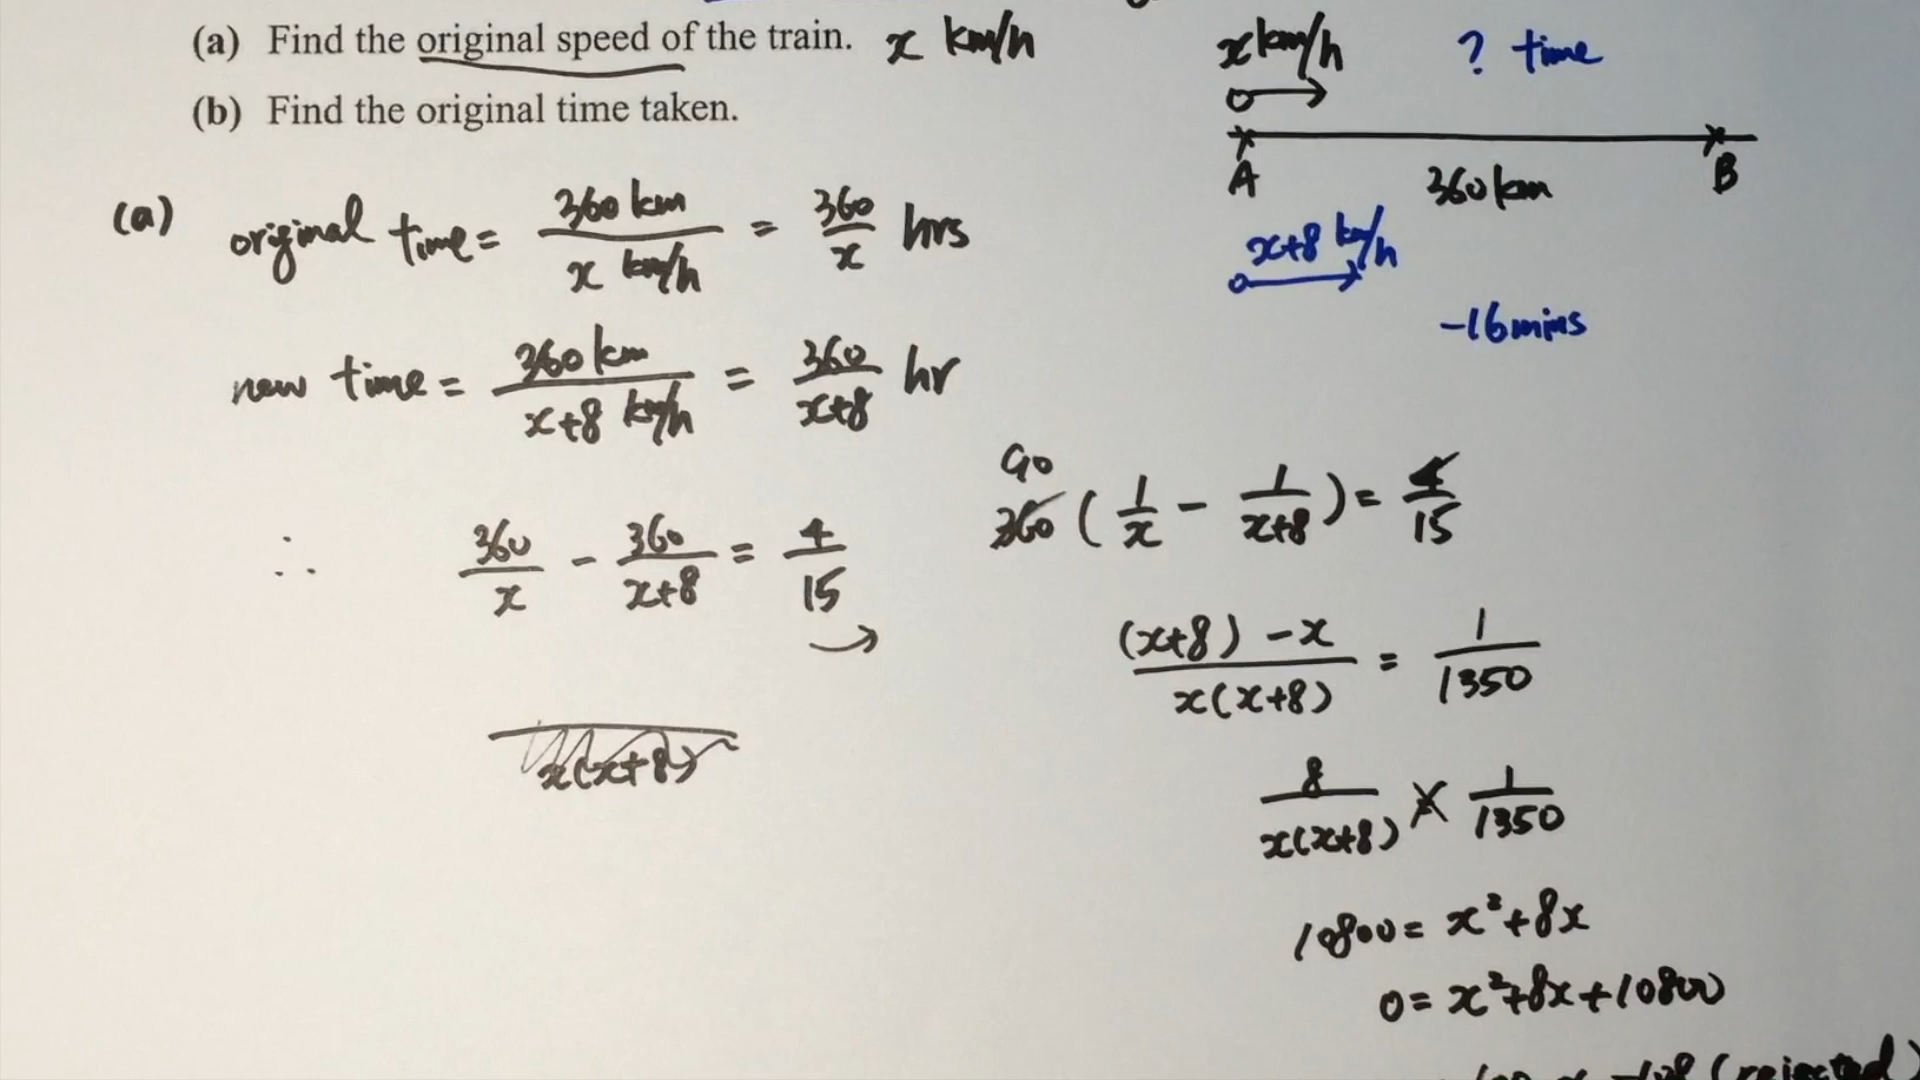 (a) Find the original speed of the train. x km/h
(b) Find the original time taken.
x km/h ? time
A 360 km B
x+8 km/h
-16 mins
(a) original time = 360 km / x km/h = 360/x hrs
new time = 360 km / x+8 km/h = 360/x+8 hr
∴ 360/x - 360/x+8 = 4/15
x(x+8)
90
360 (1/x - 1/x+8) = 4/15
(x+8) - x / x(x+8) = 1/1350
8/x(x+8) 1/1350
10800 = x²+8x
0 = x²+8x+10800
-108 (rejected)